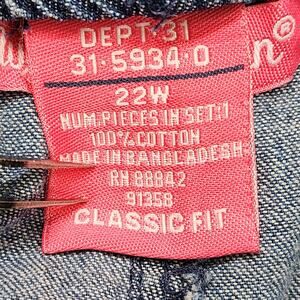 DEPT 31
31-5934-0
22W
NUM.PIECES IN SET:1
100% COTTON
MADE IN BANGLADESH
RN 88842
91358
CLASSIC FIT